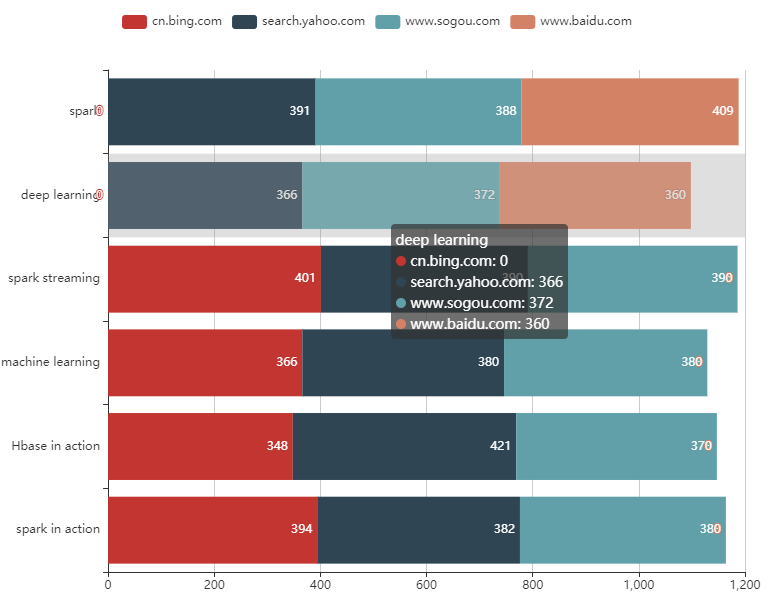 cn.bing.com search.yahoo.com www.sogou.com www.baidu.com
spark 0 391 388 409
deep learning 0 366 372 360
deep learning
cn.bing.com: 0
spark streaming 401 390
search.yahoo.com: 366
www.sogou.com: 372
www.baidu.com: 360
machine learning 366 380
Hbase in action 348 421
spark in action 394 382
0 200 400 600 800 1,000 1,200